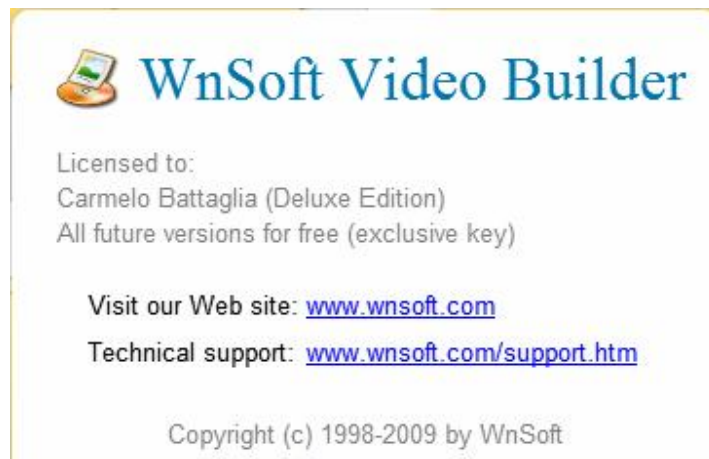 WnSoft Video Builder
Licensed to:
Carmelo Battaglia (Deluxe Edition)
All future versions for free (exclusive key)
Visit our Web site: www.wnsoft.com
Technical support: www.wnsoft.com/support.htm
Copyright (c) 1998-2009 by WnSoft